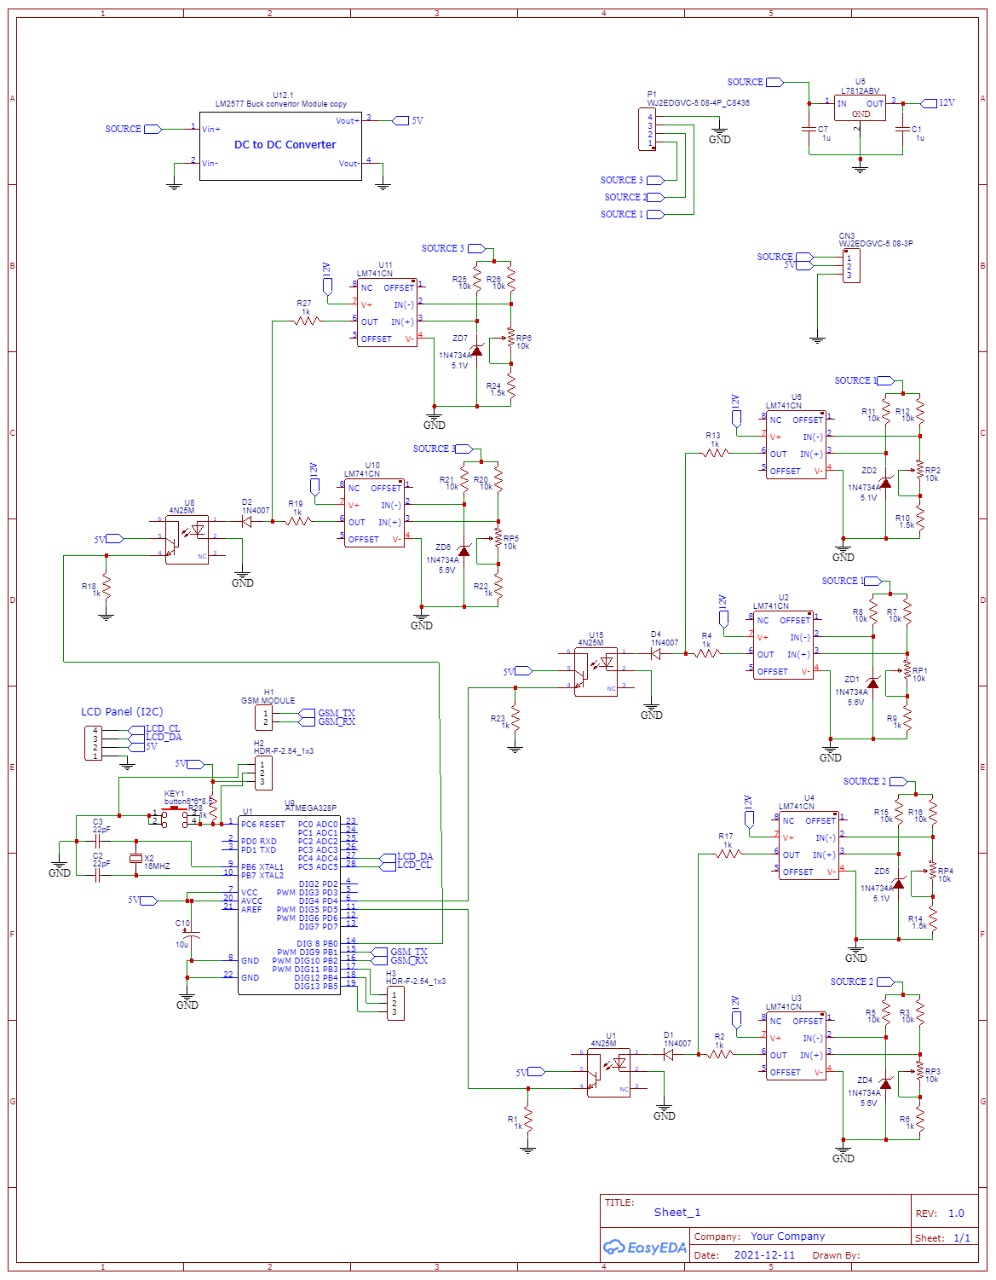 1 2 3 4 5
A
B
C
D
E
F
G
U12.1
LM2577 Buck convertor Module copy
SOURCE
1 Vin+
Vout+ 3
5V
DC to DC Converter
2 Vin-
Vout- 4
P1
WJ2EDGVC-5.08-4P_C8436
4
3
2
1
GND
SOURCE 3
SOURCE 2
SOURCE 1
SOURCE
U5
L7812ABV
1 IN OUT 3
GND
2
12V
C7
1u
C1
1u
CN3
WJ2EDGVC-5.08-3P
SOURCE
5V
1
2
3
SOURCE 3
U11
LM741CN
12V
8 NC OFFSET 1
7 V+ IN(-) 2
6 OUT IN(+) 3
5 OFFSET V- 4
R27
1k
R25
10k
R26
10k
ZD7
1N4734A
5.1V
RP6
10k
R24
1.5k
GND
SOURCE 3
U10
LM741CN
12V
8 NC OFFSET 1
7 V+ IN(-) 2
6 OUT IN(+) 3
5 OFFSET V- 4
R19
1k
R21
10k
R20
10k
ZD6
1N4734A
5.6V
RP5
10k
R22
1k
GND
U8
4N25M
D2
1N4007
5V
6
5
4
1
2
NC 3
GND
R18
1k
SOURCE 1
U6
LM741CN
12V
8 NC OFFSET 1
7 V+ IN(-) 2
6 OUT IN(+) 3
5 OFFSET V- 4
R13
1k
R11
10k
R12
10k
ZD2
1N4734A
5.1V
RP2
10k
R10
1.5k
GND
SOURCE 1
U2
LM741CN
12V
8 NC OFFSET 1
7 V+ IN(-) 2
6 OUT IN(+) 3
5 OFFSET V- 4
R4
1k
R8
10k
R7
10k
ZD1
1N4734A
5.6V
RP1
10k
R9
1k
GND
U15
4N25M
D4
1N4007
5V
6
5
4
1
2
NC 3
GND
R23
1k
LCD Panel (I2C)
4
3
2
1
LCD_CL
LCD_DA
5V
H1
GSM MODULE
1
2
GSM_TX
GSM_RX
H2
HDR-F-2.54_1x3
1
2
3
5V
KEY1
button6*6*8.5
R28
1k
C3
22pF
C2
22pF
X2
16MHZ
GND
5V
C10
10u
GND
U1
U9
ATMEGA328P
1 PC6 RESET
2 PD0 RXD
3 PD1 TXD
9 PB6 XTAL1
10 PB7 XTAL2
7 VCC
20 AVCC
21 AREF
8 GND
22 GND
PC0 ADC0 23
PC1 ADC1 24
PC2 ADC2 25
PC3 ADC3 26
PC4 ADC4 27
PC5 ADC5 28
DIG2 PD2 4
PWM DIG3 PD3 5
DIG4 PD4 6
PWM DIG5 PD5 11
PWM DIG6 PD6 12
DIG7 PD7 13
DIG 8 PB0 14
PWM DIG9 PB1 15
PWM DIG10 PB2 16
PWM DIG11 PB3 17
DIG12 PB4 18
DIG13 PB5 19
LCD_DA
LCD_CL
GSM_TX
GSM_RX
H3
HDR-F-2.54_1x3
1
2
3
SOURCE 2
U4
LM741CN
12V
8 NC OFFSET 1
7 V+ IN(-) 2
6 OUT IN(+) 3
5 OFFSET V- 4
R17
1k
R15
10k
R16
10k
ZD5
1N4734A
5.1V
RP4
10k
R14
1.5k
GND
SOURCE 2
U3
LM741CN
12V
8 NC OFFSET 1
7 V+ IN(-) 2
6 OUT IN(+) 3
5 OFFSET V- 4
R2
1k
R5
10k
R3
10k
ZD4
1N4734A
5.6V
RP3
10k
R6
1k
GND
U1
4N25M
D1
1N4007
5V
6
5
4
1
2
NC 3
GND
R1
1k
TITLE:
Sheet_1
REV: 1.0
EasyEDA
Company: Your Company
Sheet: 1/1
Date: 2021-12-11 Drawn By:
1 2 3 4 5